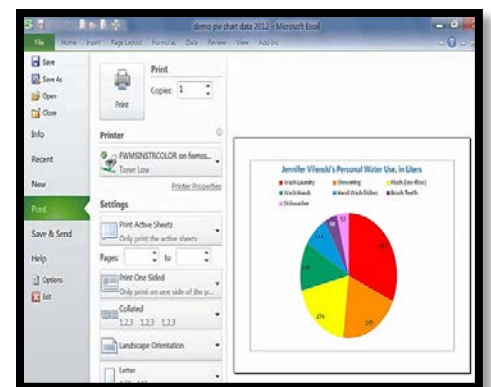 demo pie chart data 2012 - Microsoft Excel
File Home Insert Page Layout Formulas Data Review View Add-Ins
Save
Save As
Open
Close
Info
Recent
New
Print
Save & Send
Help
Options
Exit
Print
Copies: 1
Print
Printer
FWMSINSTRCOLOR on fwmss...
Toner Low
Printer Properties
Settings
Print Active Sheets
Only print the active sheets
Pages: to
Print One Sided
Only print on one side of the p...
Collated
1,2,3 1,2,3 1,2,3
Landscape Orientation
Letter
Jennifer Vilenski's Personal Water Use, in Liters
Wash Laundry Showering Flush (low-flow)
Wash Hands Hand Wash Dishes Brush Teeth
Dishwasher